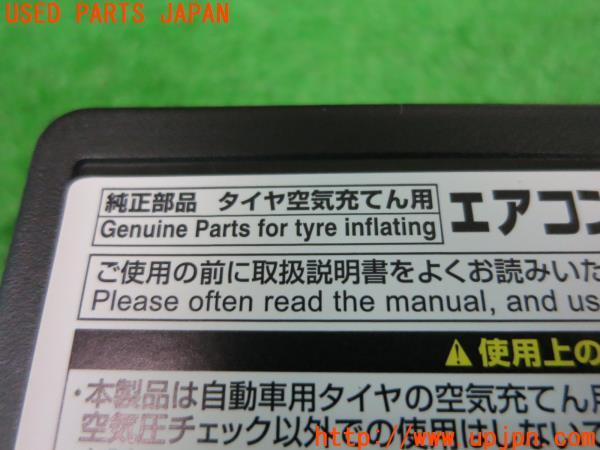 USED PARTS JAPAN
純正部品 タイヤ空気充てん用
Genuine Parts for tyre inflating
エアコン
ご使用の前に取扱説明書をよくお読みいた
Please often read the manual, and us
⚠使用上の
・本製品は自動車用タイヤの空気充てん用
空気圧チェック以外での使用はしないで
http://www.upjpn.com